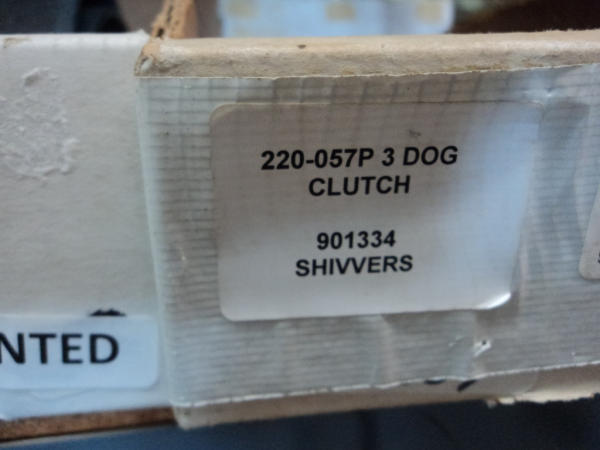 220-057P 3 DOG
CLUTCH
901334
SHIVVERS
NTED